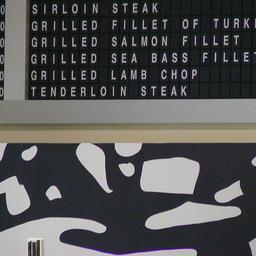 SIRLOIN STEAK
GRILLED FILLET OF TURK
GRILLED SALMON FILLET
GRILLED SEA BASS FILLET
GRILLED LAMB CHOP
TENDERLOIN STEAK